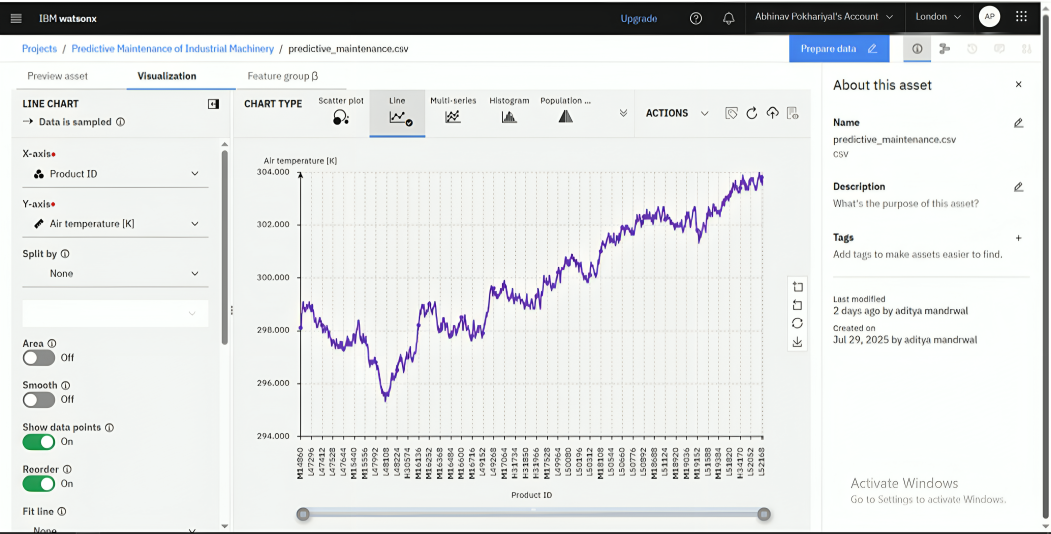 IBM watsonx
Upgrade
Abhinav Pokhariyal's Account
London
AP
Projects / Predictive Maintenance of Industrial Machinery / predictive_maintenance.csv
Prepare data
Preview asset
Visualization
Feature group β
LINE CHART
Data is sampled
X-axis
Product ID
Y-axis
Air temperature [K]
Split by
None
Area
Off
Smooth
Off
Show data points
On
Reorder
On
Fit line
None
CHART TYPE
Scatter plot
Line
Multi-series
Histogram
Population ...
ACTIONS
Air temperature [K]
304.000
302.000
300.000
298.000
296.000
294.000
M14860
L47296
L47412
L47528
L47644
M15440
M15556
L47992
L48108
L48224
H30574
M16136
M16252
M16368
M16484
M16600
M16716
L49152
L49268
M17064
H31734
H31850
H31966
M17528
L49964
L50080
L50196
L50312
M18108
L50544
L50660
L50776
L50892
M18688
L51124
M18920
M19036
M19152
L51588
M19384
L51820
H34170
L52052
L52168
Product ID
About this asset
Name
predictive_maintenance.csv
CSV
Description
What's the purpose of this asset?
Tags
Add tags to make assets easier to find.
Last modified
2 days ago by aditya mandrwal
Created on
Jul 29, 2025 by aditya mandrwal
Activate Windows
Go to Settings to activate Windows.